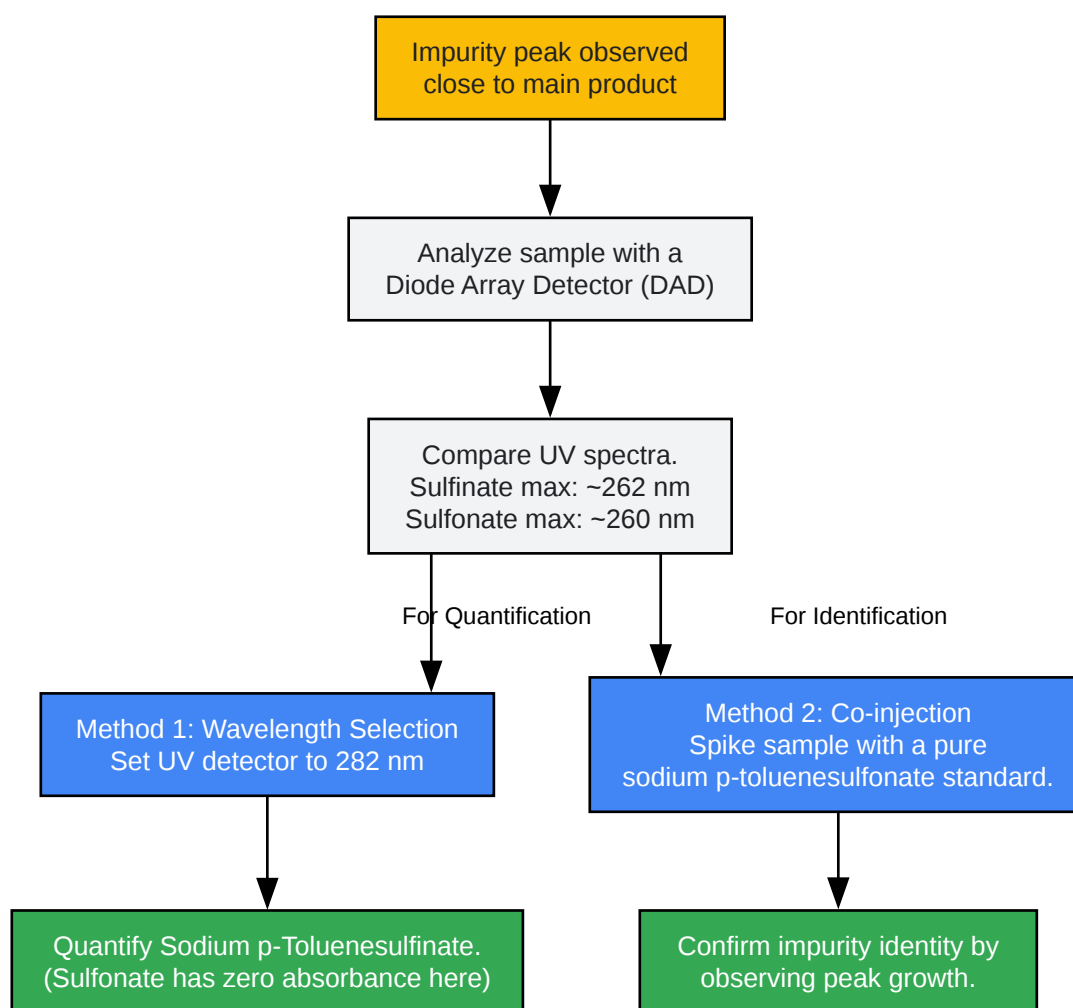 Impurity peak observed
close to main product
Analyze sample with a
Diode Array Detector (DAD)
Compare UV spectra.
Sulfinate max: ~262 nm
Sulfonate max: ~260 nm
For Quantification
For Identification
Method 1: Wavelength Selection
Set UV detector to 282 nm
Method 2: Co-injection
Spike sample with a pure
sodium p-toluenesulfonate standard.
Quantify Sodium p-Toluenesulfinate.
(Sulfonate has zero absorbance here)
Confirm impurity identity by
observing peak growth.